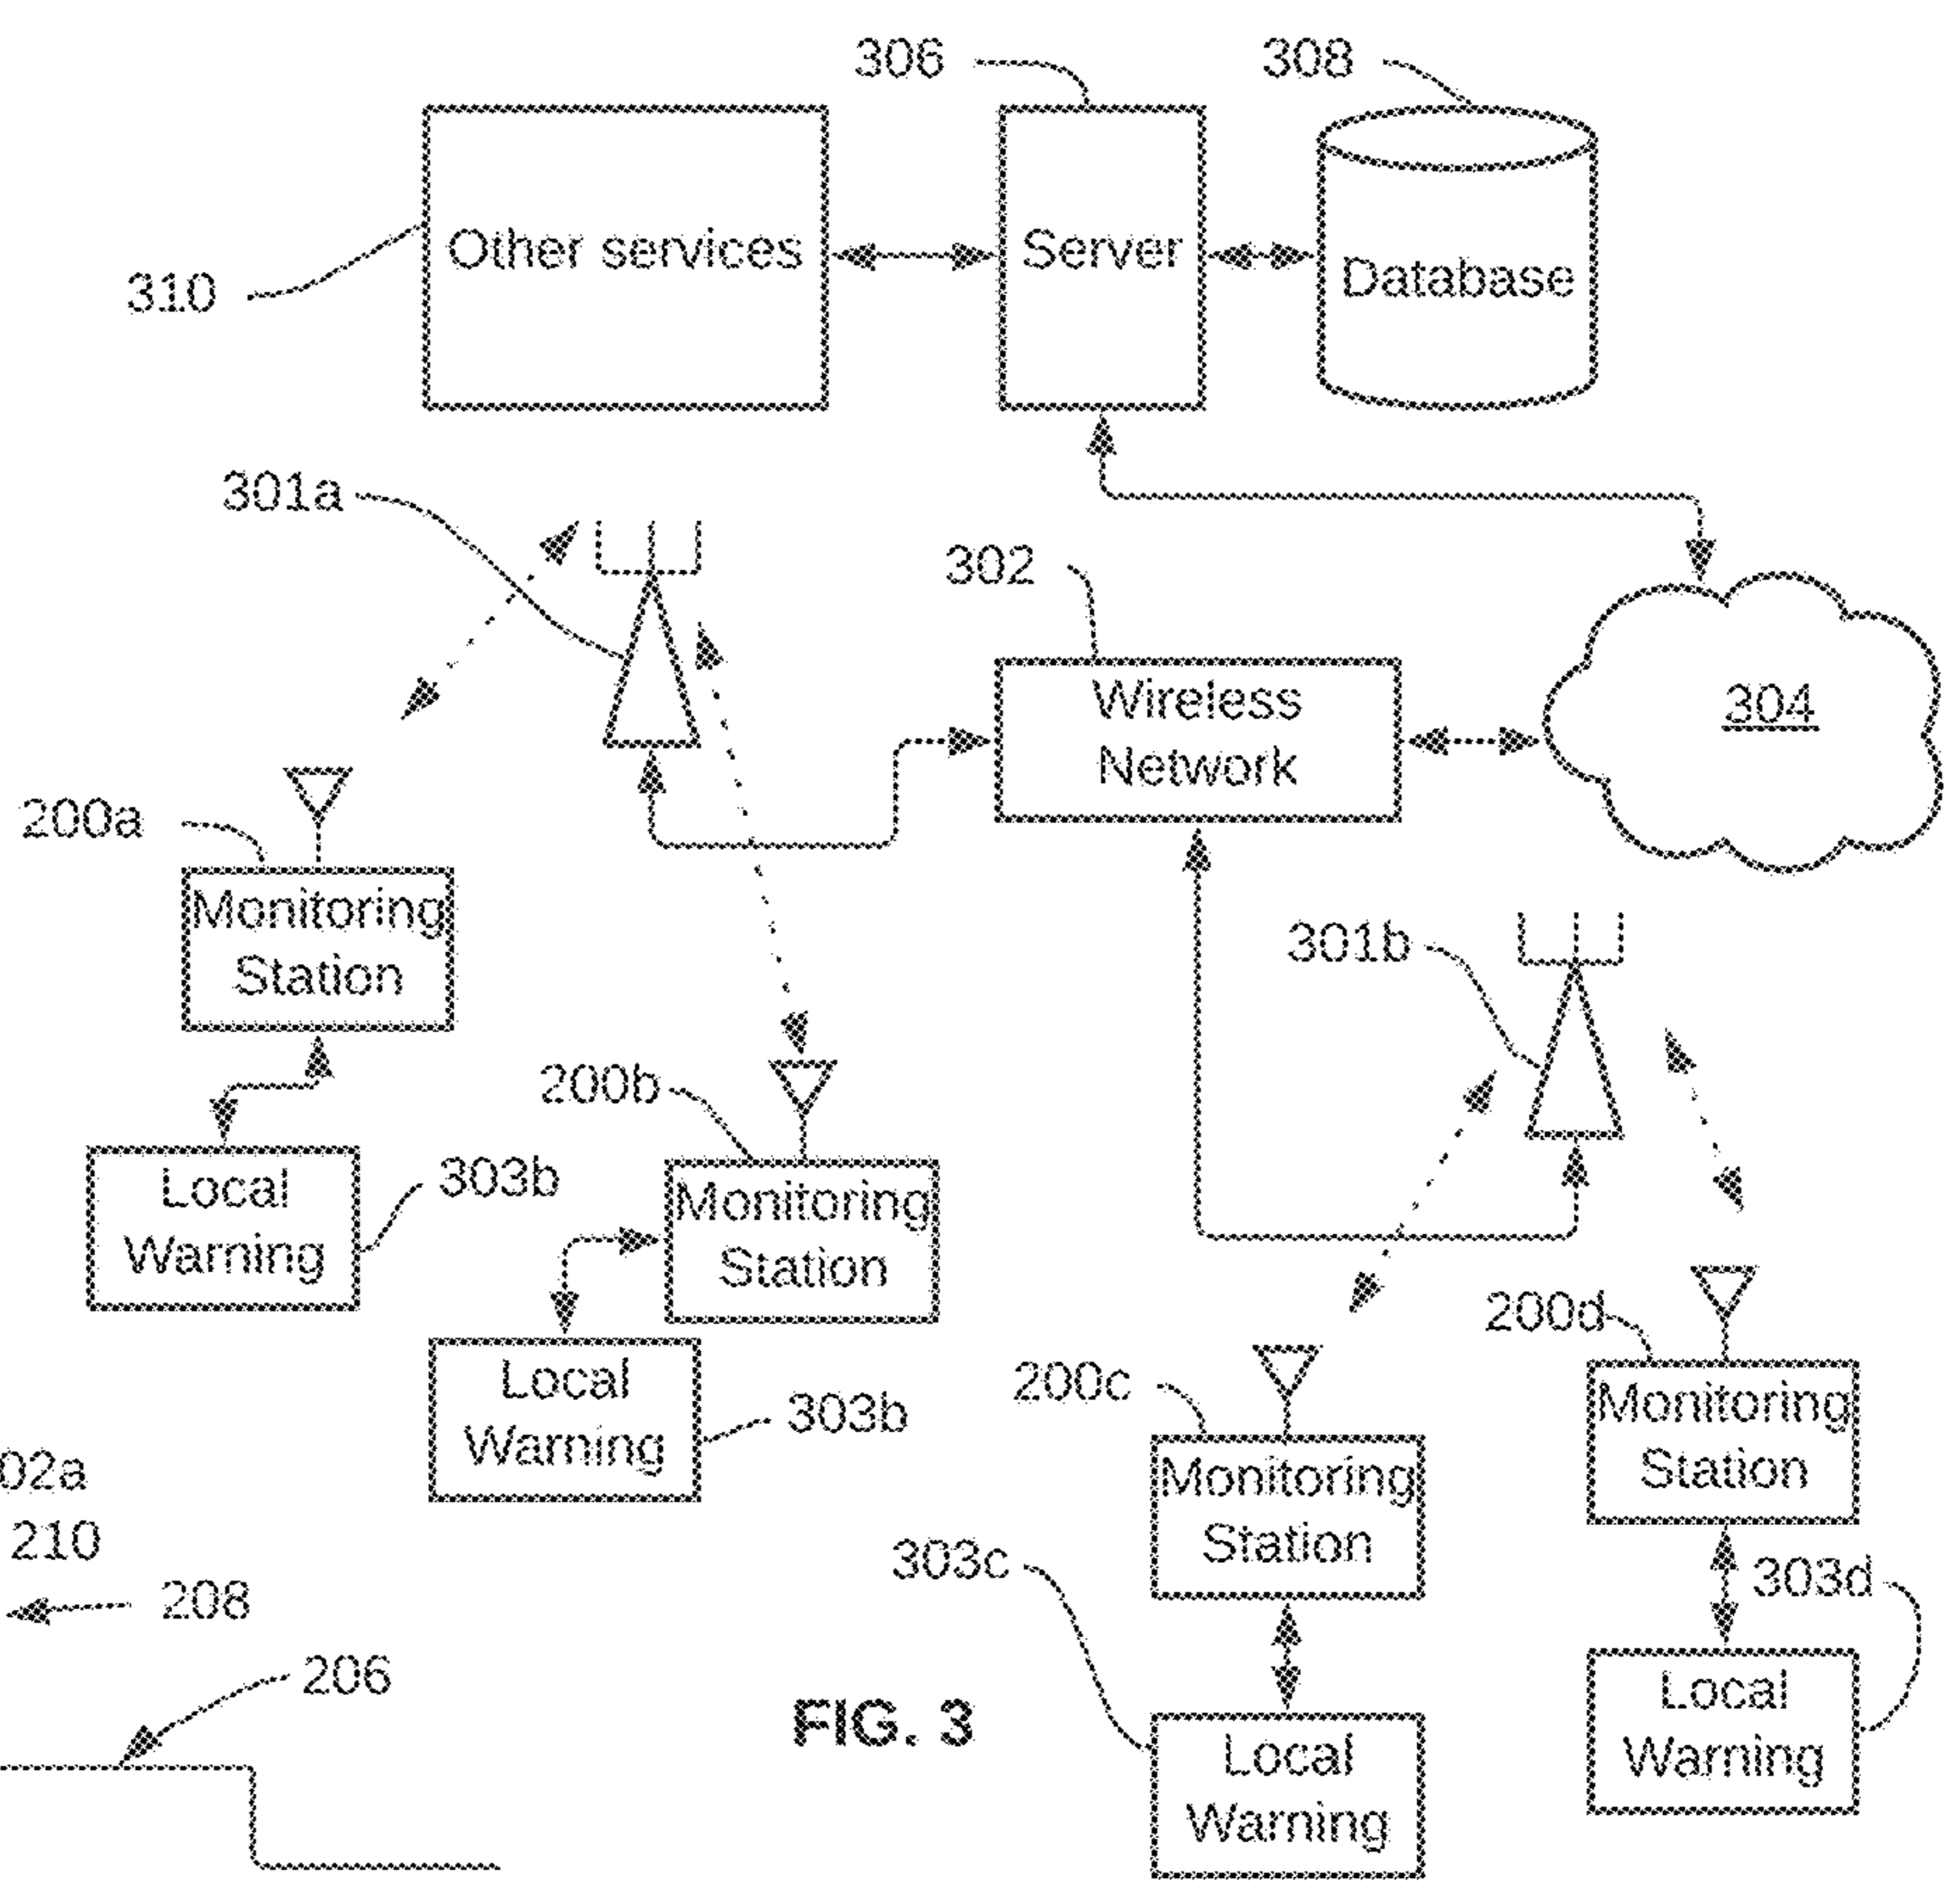 306
308
Other services
Server
Database
310
301a
302
Wireless
Network
304
200a
Monitoring
Station
301b
200b
Local
Warning
303b
Monitoring
Station
200d
Local
Warning
303b
200c
Monitoring
Station
Monitoring
Station
02a
210
303c
303d
208
206
Local
Warning
FIG. 3
Local
Warning